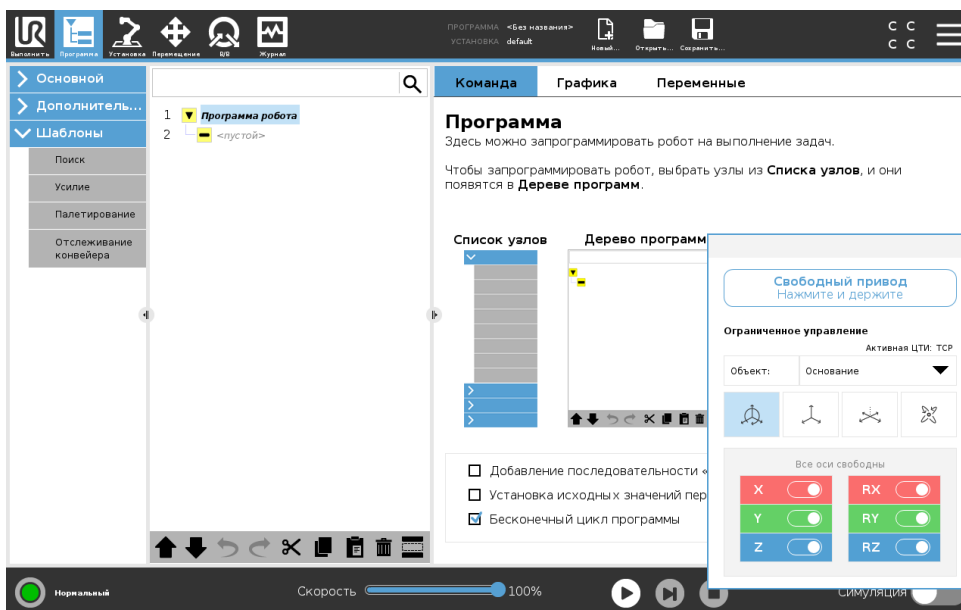 ПРОГРАММА <Без названия>
УСТАНОВКА default
Выполнить
Программа
Установка
Перемещение
В/В
Журнал
Новый...
Открыть...
Сохранить...
C C
C C
Основной
Дополнитель...
Шаблоны
Поиск
Усилие
Палетирование
Отслеживание
конвейера
1 Программа робота
2 <пустой>
Команда
Графика
Переменные
Программа
Здесь можно запрограммировать робот на выполнение задач.
Чтобы запрограммировать робот, выбрать узлы из Списка узлов, и они
появятся в Дереве программ.
Список узлов
Дерево программ
Добавление последовательности «
Установка исходных значений пер
Бесконечный цикл программы
Свободный привод
Нажмите и держите
Ограниченное управление
Активная ЦТИ: TCP
Объект:
Основание
Все оси свободны
X
RX
Y
RY
Z
RZ
Нормальный
Скорость
100%
Симуляция